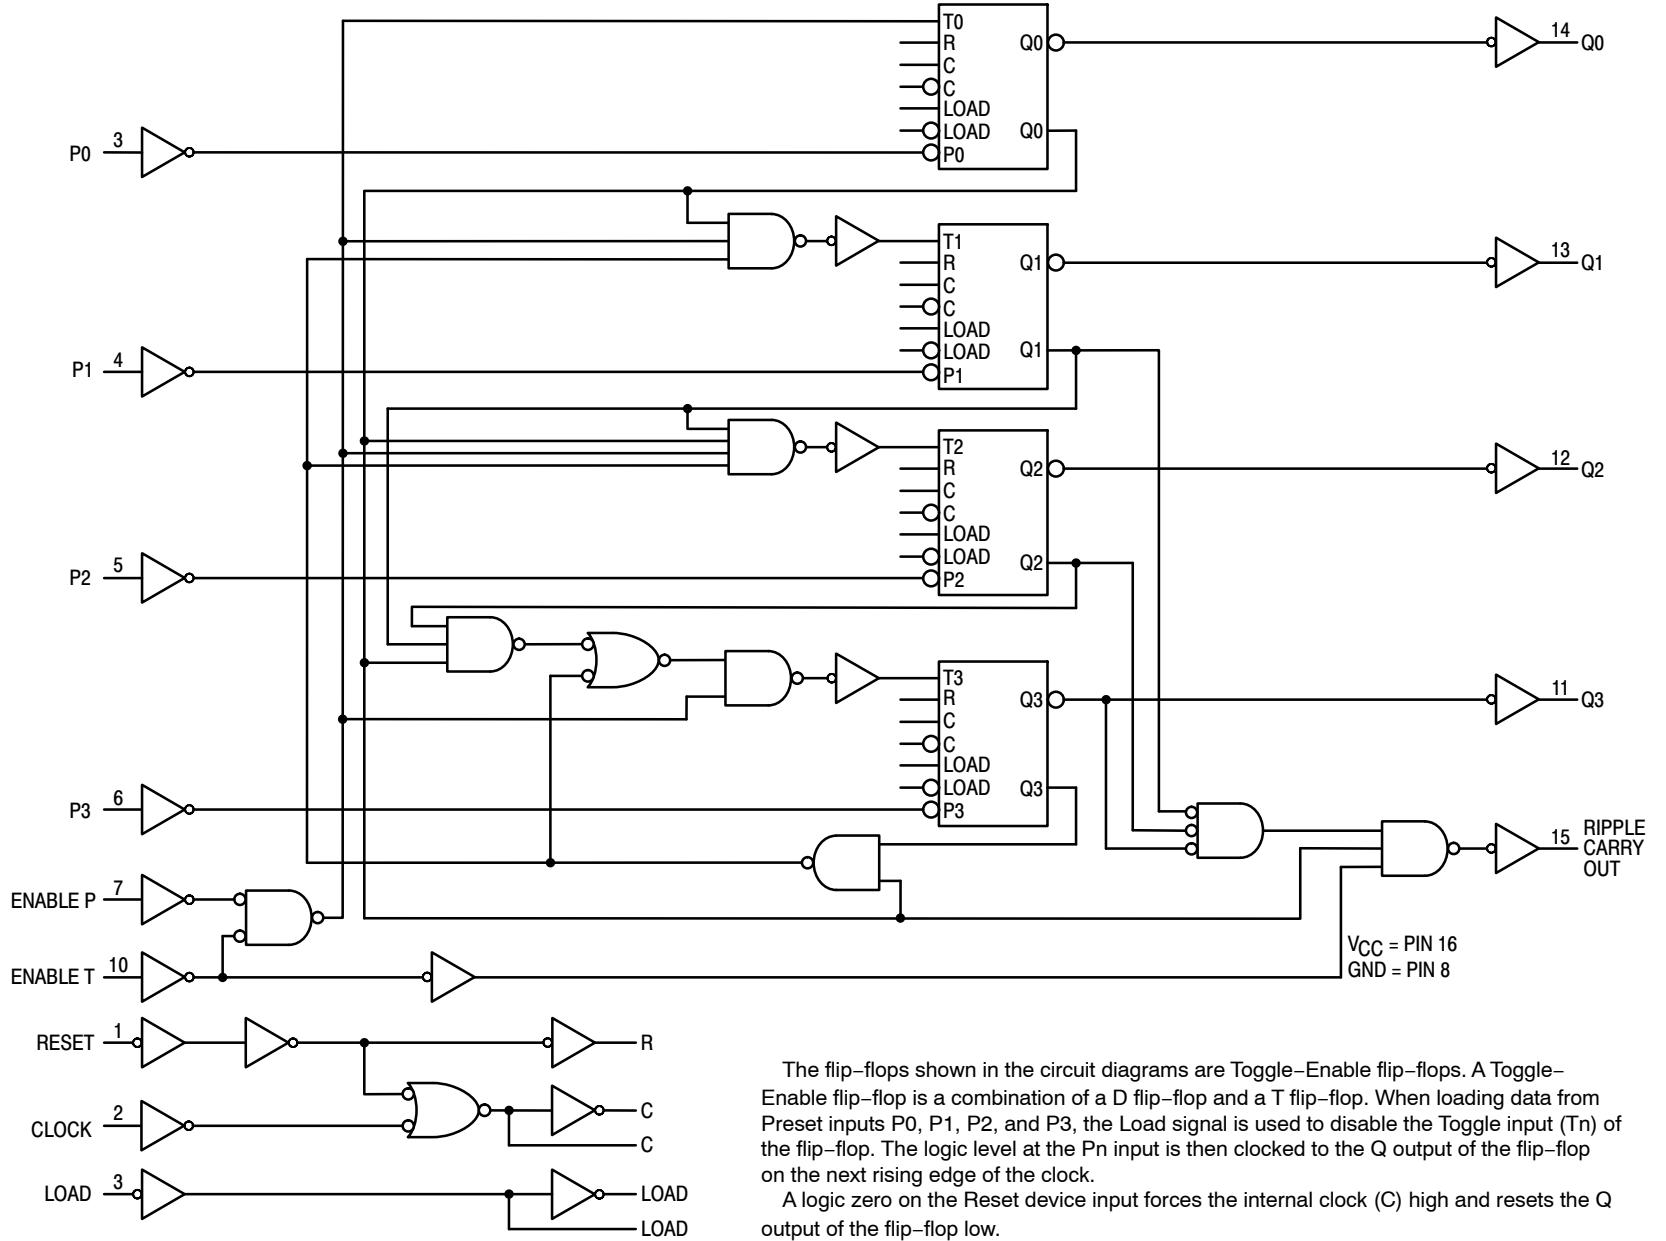 T0
R
C
C
LOAD
LOAD
P0
Q0
Q0
14
Q0
P0
3
T1
R
C
C
LOAD
LOAD
P1
Q1
Q1
13
Q1
P1
4
T2
R
C
C
LOAD
LOAD
P2
Q2
Q2
12
Q2
P2
5
T3
R
C
C
LOAD
LOAD
P3
Q3
Q3
11
Q3
P3
6
15
RIPPLE
CARRY
OUT
ENABLE P
7
ENABLE T
10
VCC = PIN 16
GND = PIN 8
RESET
1
R
CLOCK
2
C
C
LOAD
3
LOAD
LOAD
The flip−flops shown in the circuit diagrams are Toggle−Enable flip−flops. A Toggle−
Enable flip−flop is a combination of a D flip−flop and a T flip−flop. When loading data from
Preset inputs P0, P1, P2, and P3, the Load signal is used to disable the Toggle input (Tn) of
the flip−flop. The logic level at the Pn input is then clocked to the Q output of the flip−flop
on the next rising edge of the clock.
A logic zero on the Reset device input forces the internal clock (C) high and resets the Q
output of the flip−flop low.